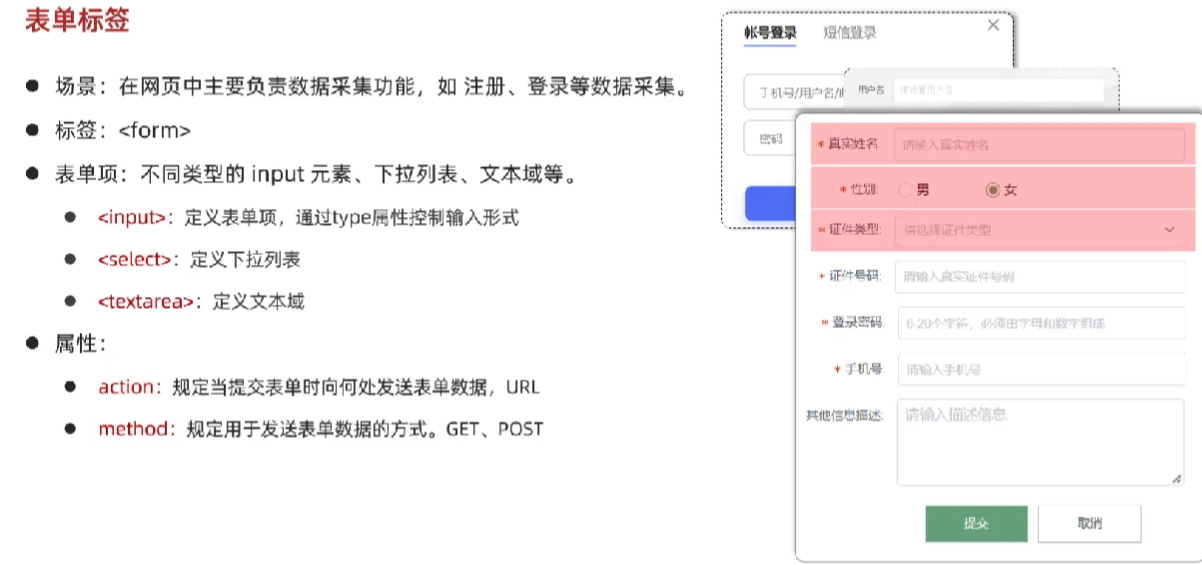 表单标签
场景：在网页中主要负责数据采集功能，如 注册、登录等数据采集。
标签：<form>
表单项：不同类型的 input 元素、下拉列表、文本域等。
<input>：定义表单项，通过type属性控制输入形式
<select>：定义下拉列表
<textarea>：定义文本域
属性：
action：规定当提交表单时向何处发送表单数据，URL
method：规定用于发送表单数据的方式。GET、POST
帐号登录 短信登录
手机号/用户名/
密码
用户名 请设置用户名
* 真实姓名 请输入真实姓名
* 性别: 男 女
* 证件类型: 请选择证件类型
* 证件号码: 请输入真实证件号码
* 登录密码: 6-20个字符，必须由字母和数字组成
* 手机号 请输入手机号
其他信息描述: 请输入描述信息
提交 取消